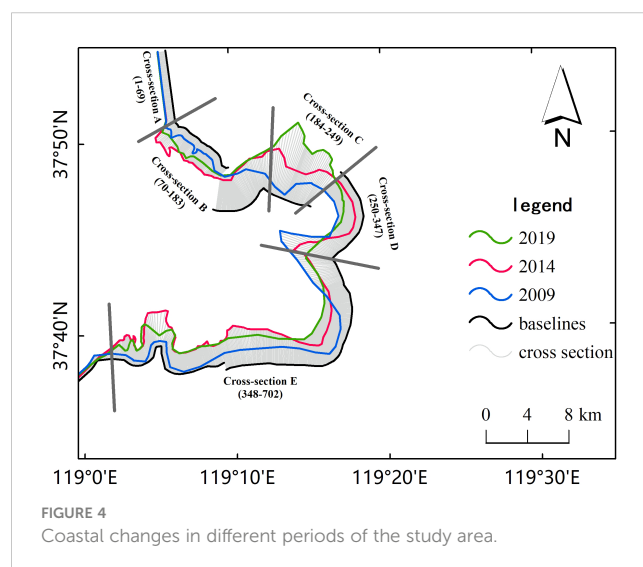 Cross-section A
(1-69)
Cross-section C
(184-249)
N
37°50′N
Cross-section B
(70-183)
Cross-section D
(250-347)
legend
2019
2014
2009
baselines
cross section
37°40′N
Cross-section E
(348-702)
0 4 8 km
119°0′E 119°10′E 119°20′E 119°30′E
FIGURE 4
Coastal changes in different periods of the study area.